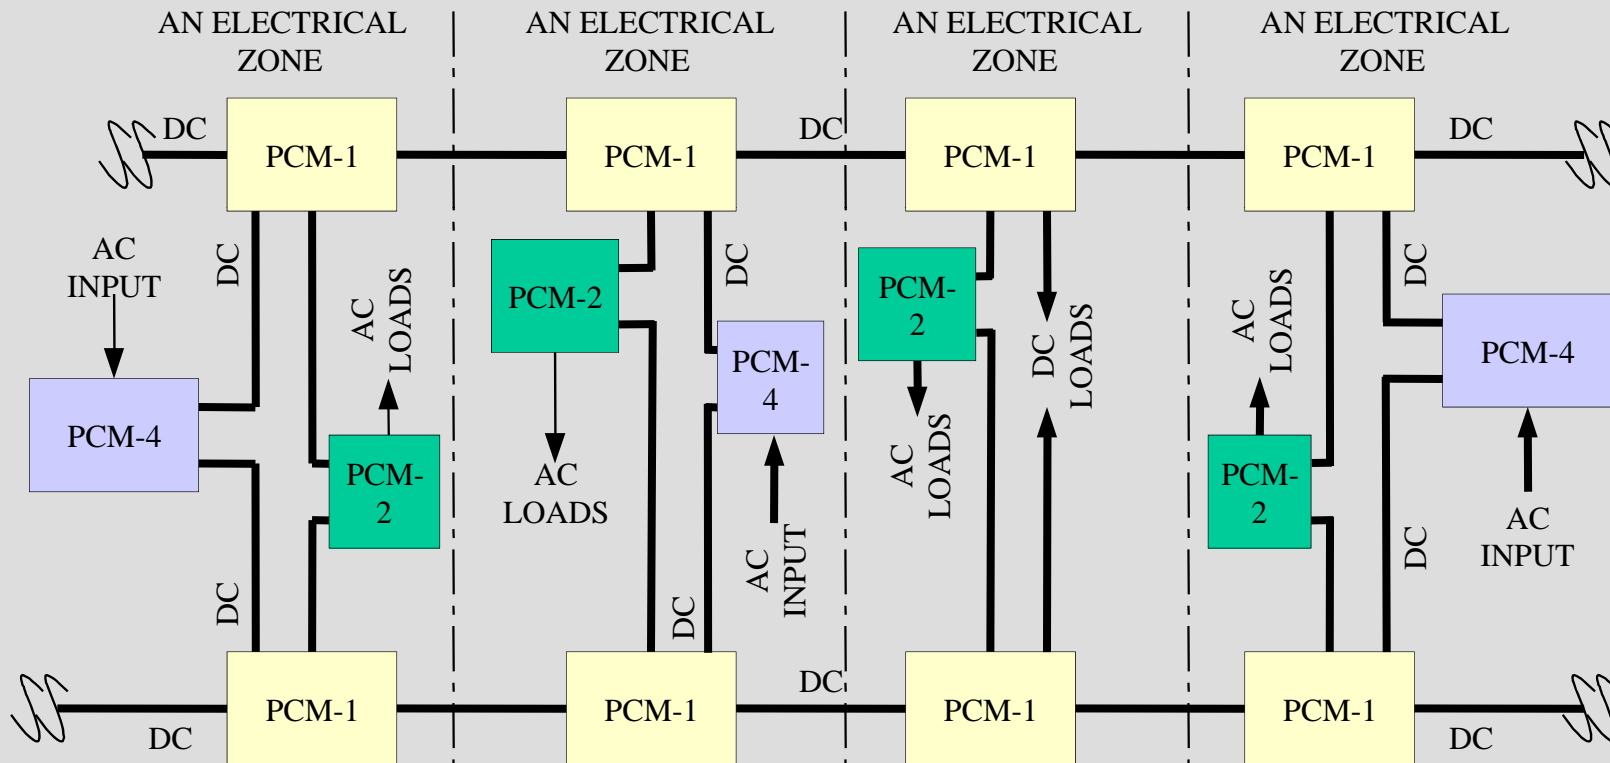 AN ELECTRICAL
ZONE
AN ELECTRICAL
ZONE
AN ELECTRICAL
ZONE
AN ELECTRICAL
ZONE
DC
PCM-1
PCM-1
DC
PCM-1
PCM-1
DC
AC
INPUT
DC
AC
LOADS
PCM-4
PCM-
2
DC
PCM-2
DC
PCM-
4
AC
LOADS
AC
INPUT
DC
PCM-
2
AC
LOADS
DC
LOADS
AC
LOADS
DC
PCM-4
PCM-
2
AC
INPUT
DC
DC
PCM-1
PCM-1
DC
PCM-1
PCM-1
DC